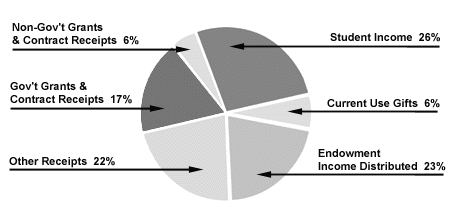 Non-Gov't Grants
& Contract Receipts 6%
Student Income 26%
Gov't Grants &
Contract Receipts 17%
Current Use Gifts 6%
Other Receipts 22%
Endowment
Income Distributed 23%